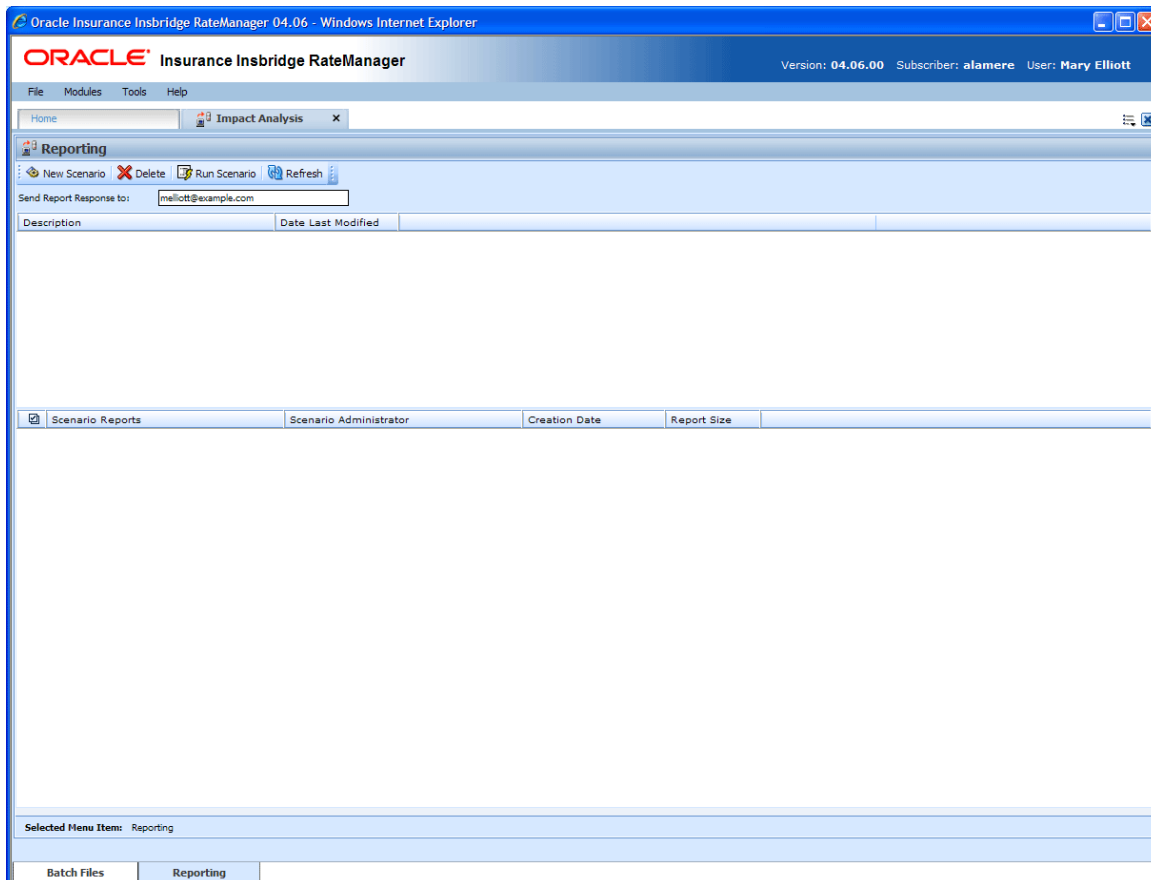 Oracle Insurance Insbridge RateManager 04.06 - Windows Internet Explorer
ORACLE® Insurance Insbridge RateManager
Version: 04.06.00 Subscriber: alamere User: Mary Elliott
File Modules Tools Help
Home Impact Analysis x
Reporting
New Scenario Delete Run Scenario Refresh
Send Report Response to: melliott@example.com
Description Date Last Modified
Scenario Reports Scenario Administrator Creation Date Report Size
Selected Menu Item: Reporting
Batch Files Reporting